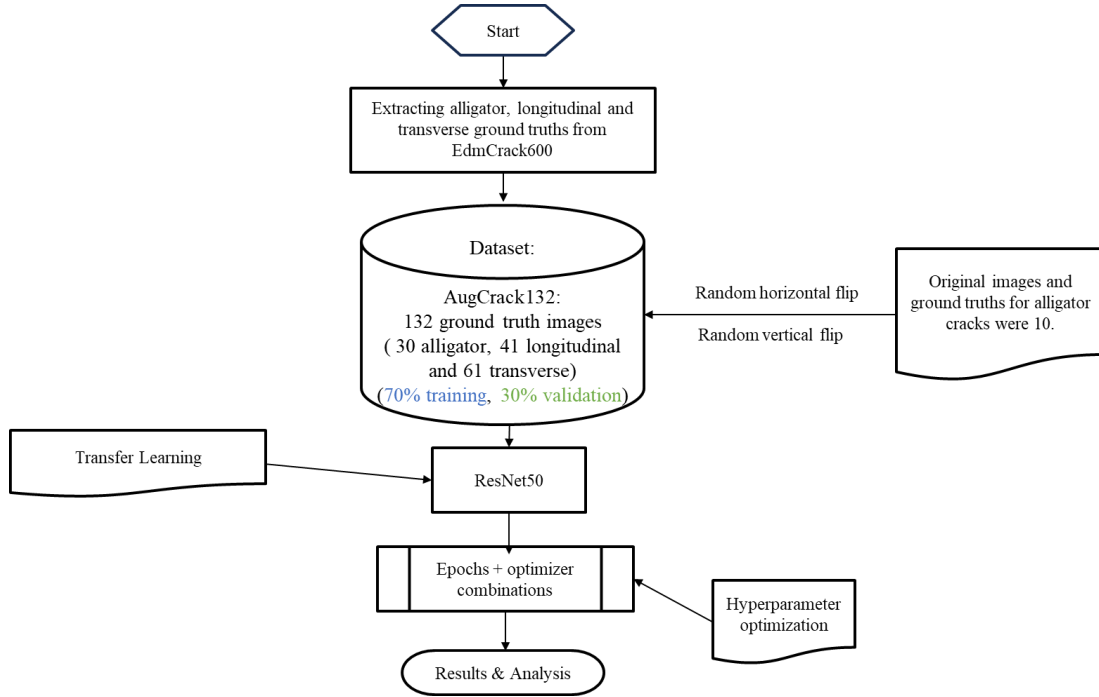 Start
Extracting alligator, longitudinal and
transverse ground truths from
EdmCrack600
Dataset:
AugCrack132:
132 ground truth images
( 30 alligator, 41 longitudinal
and 61 transverse)
(70% training, 30% validation)
Random horizontal flip
Random vertical flip
Original images and
ground truths for alligator
cracks were 10.
Transfer Learning
ResNet50
Epochs + optimizer
combinations
Hyperparameter
optimization
Results & Analysis